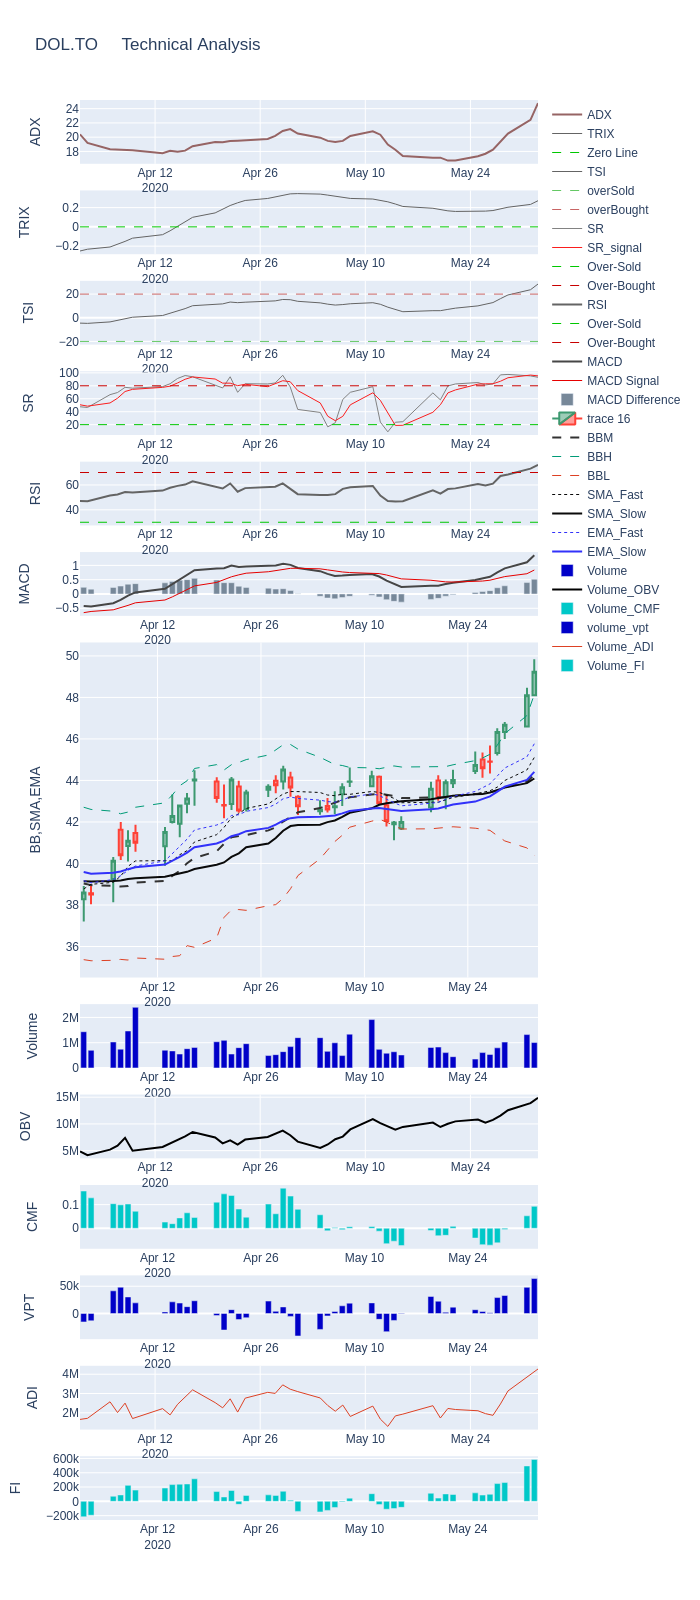 DOL.TO Technical Analysis
ADX
24
22
20
18
Apr 12
2020
Apr 26
May 10
May 24
TRIX
0.2
0
−0.2
Apr 12
2020
Apr 26
May 10
May 24
TSI
20
0
−20
Apr 12
2020
Apr 26
May 10
May 24
SR
100
80
60
40
20
Apr 12
2020
Apr 26
May 10
May 24
RSI
60
40
Apr 12
2020
Apr 26
May 10
May 24
MACD
1
0.5
0
−0.5
Apr 12
2020
Apr 26
May 10
May 24
BB,SMA,EMA
50
48
46
44
42
40
38
36
Apr 12
2020
Apr 26
May 10
May 24
Volume
2M
1M
0
Apr 12
2020
Apr 26
May 10
May 24
OBV
15M
10M
5M
Apr 12
2020
Apr 26
May 10
May 24
CMF
0.1
0
Apr 12
2020
Apr 26
May 10
May 24
VPT
50k
0
Apr 12
2020
Apr 26
May 10
May 24
ADI
4M
3M
2M
Apr 12
2020
Apr 26
May 10
May 24
FI
600k
400k
200k
0
−200k
Apr 12
2020
Apr 26
May 10
May 24
ADX
TRIX
Zero Line
TSI
overSold
overBought
SR
SR_signal
Over-Sold
Over-Bought
RSI
Over-Sold
Over-Bought
MACD
MACD Signal
MACD Difference
trace 16
BBM
BBH
BBL
SMA_Fast
SMA_Slow
EMA_Fast
EMA_Slow
Volume
Volume_OBV
Volume_CMF
volume_vpt
Volume_ADI
Volume_FI